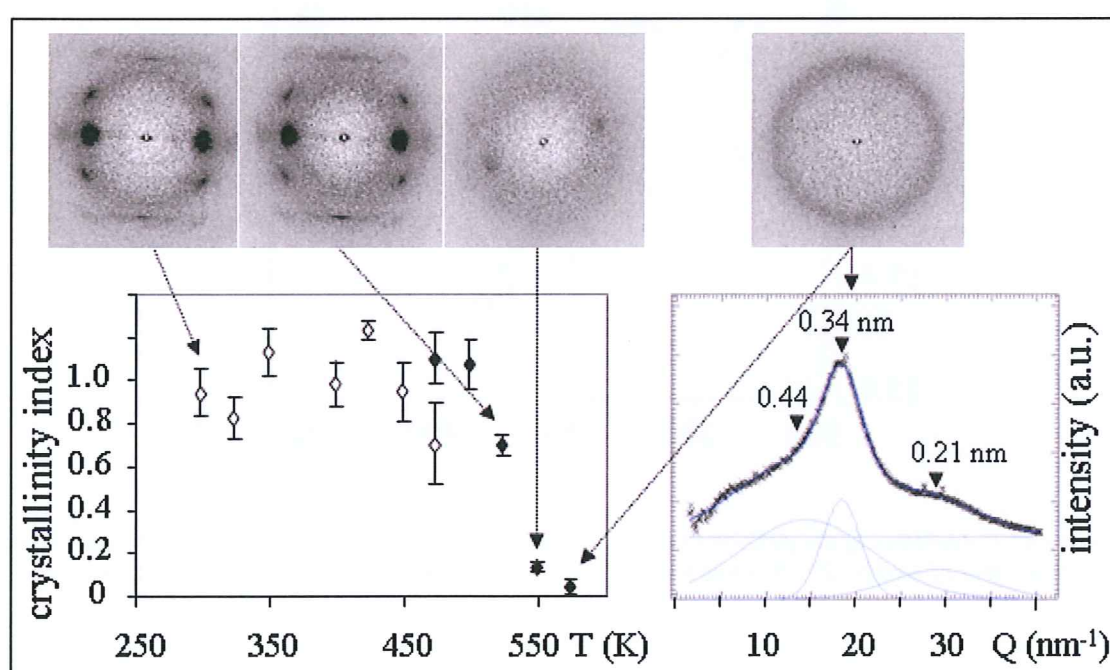 crystallinity index
1.0
0.8
0.6
0.4
0.2
0
250 350 450 550 T (K)
0.34 nm
0.44
0.21 nm
intensity (a.u.)
10 20 30 Q (nm⁻¹)